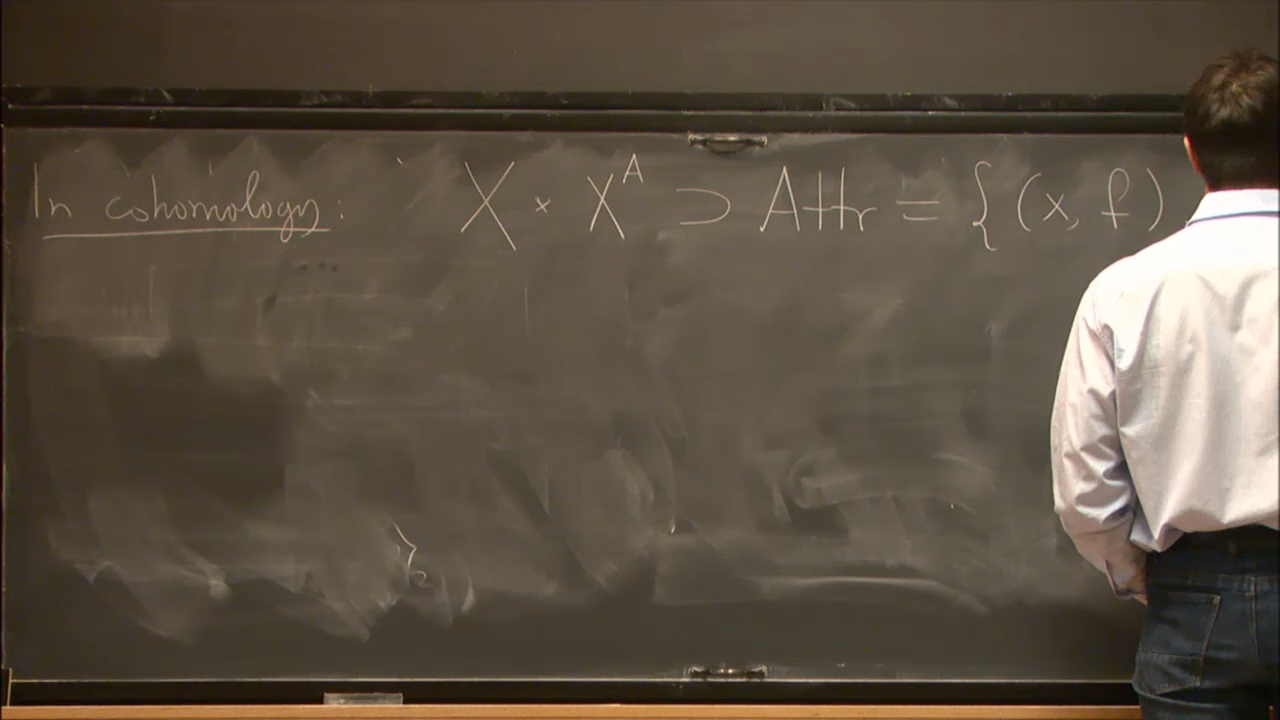 In cohomology: X × X^A ⊃ Attr = {(x, f)